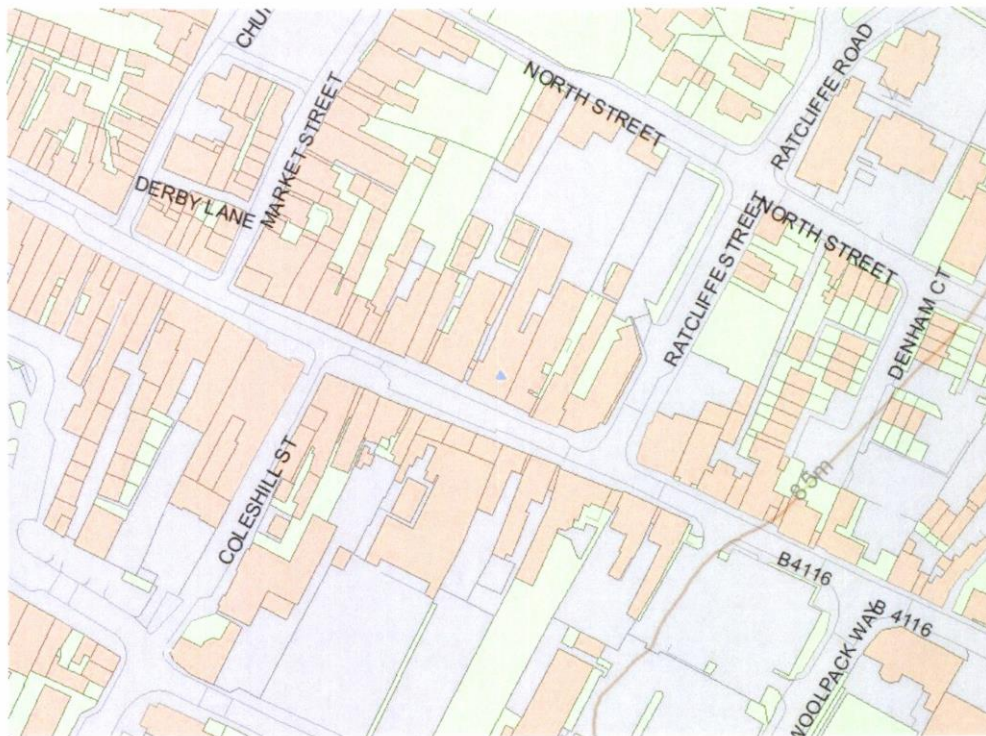 CHU
NORTH STREET
RATCLIFFE ROAD
MARKET STREET
DERBY LANE
NORTH STREET
RATCLIFFE STREET
DENHAM CT
COLESHILL ST
85m
B4116
B 4116
WOOLPACK WAY